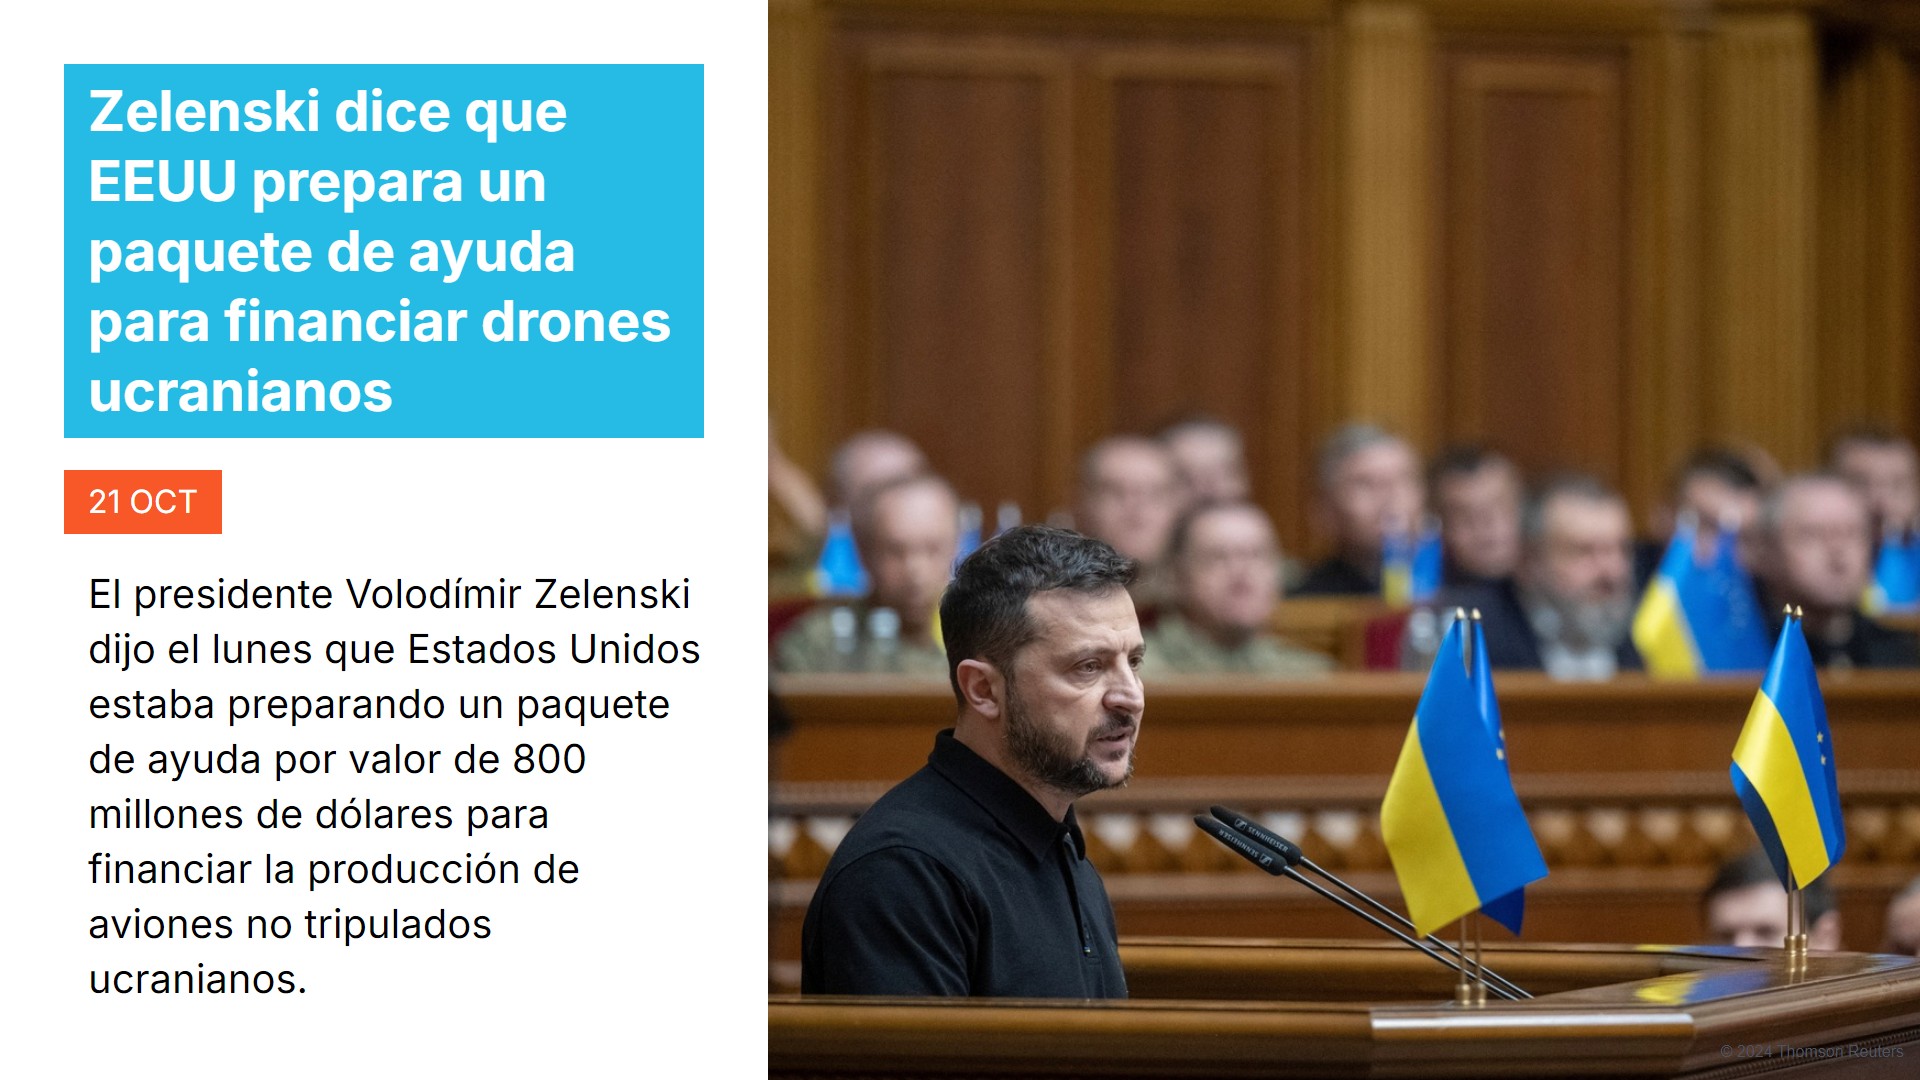 Zelenski dice que
EEUU prepara un
paquete de ayuda
para financiar drones
ucranianos
21 OCT
El presidente Volodímir Zelenski
dijo el lunes que Estados Unidos
estaba preparando un paquete
de ayuda por valor de 800
millones de dólares para
financiar la producción de
aviones no tripulados
ucranianos.
SENNHEISER
SENNHEISER
© 2024 Thomson Reuters